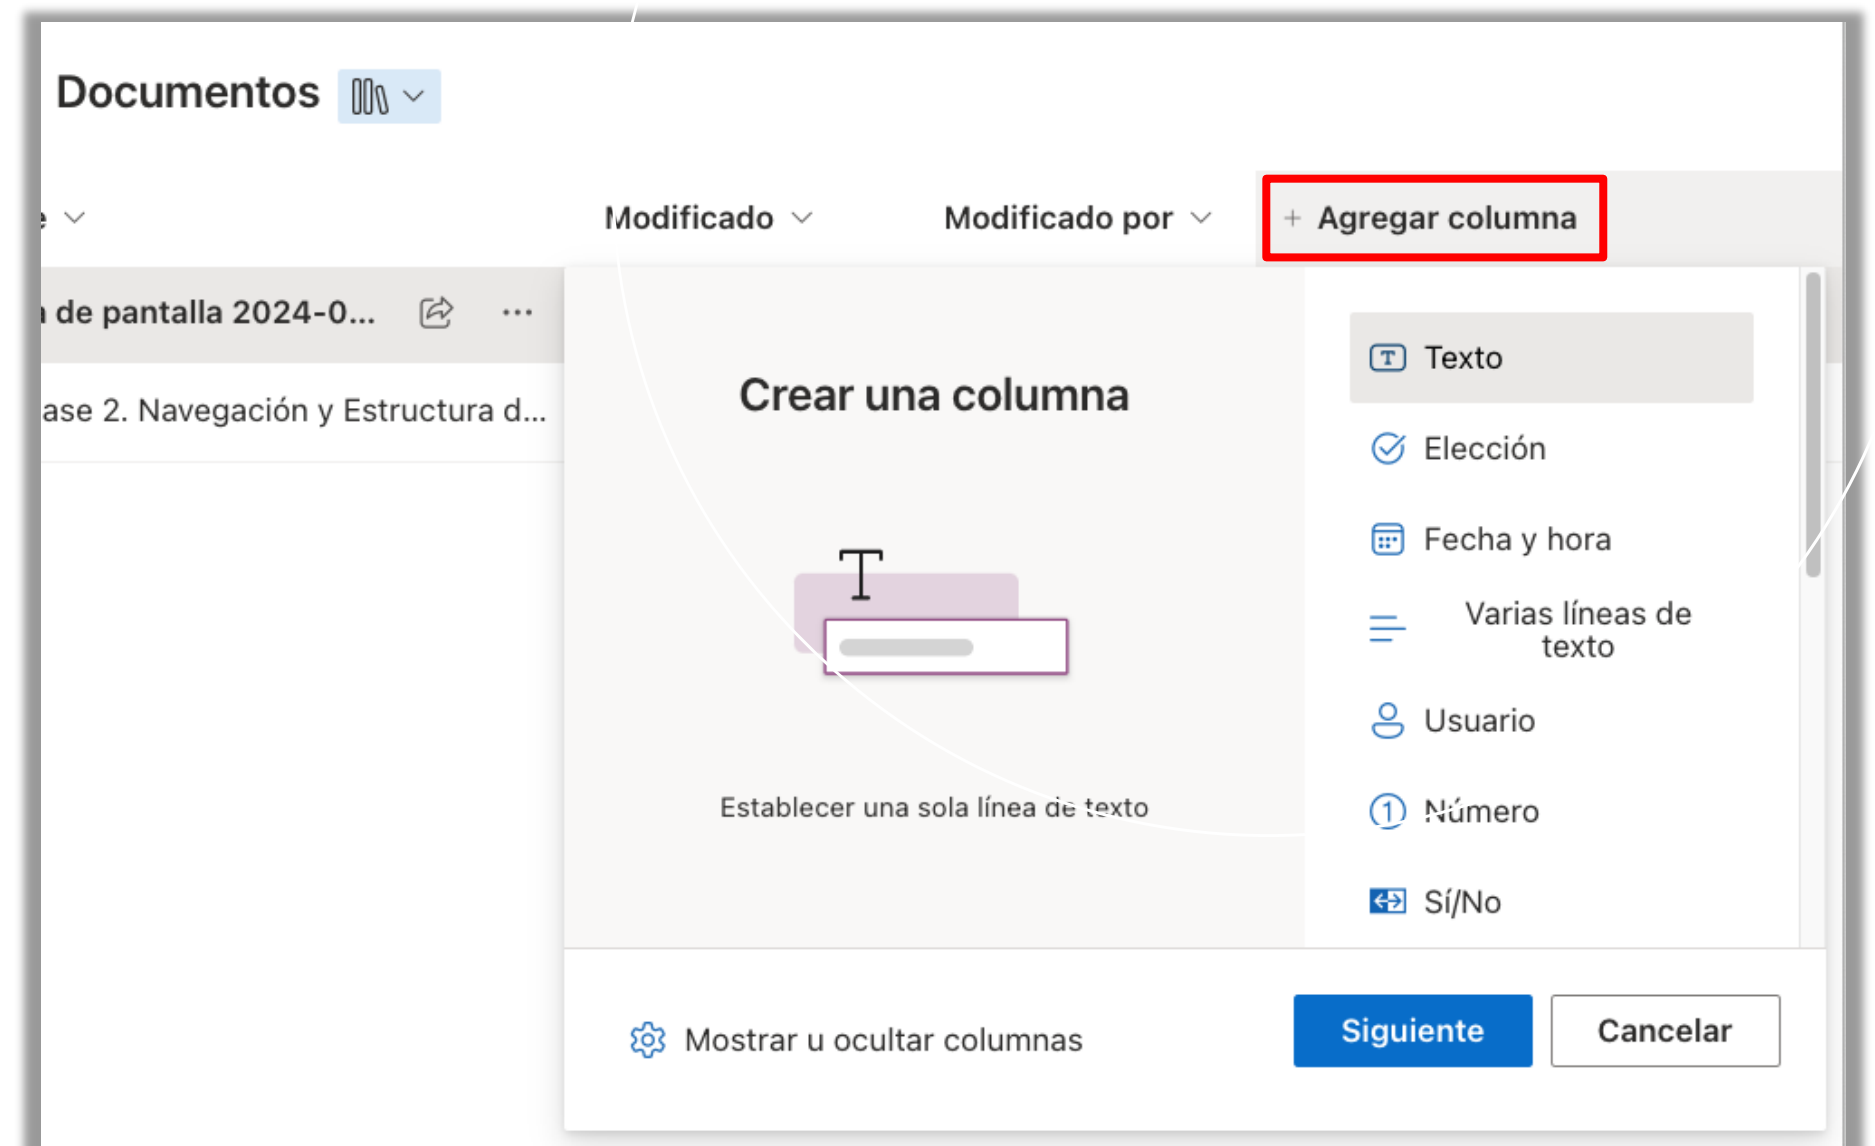 Documentos
Modificado
Modificado por
+ Agregar columna
de pantalla 2024-0...
ase 2. Navegación y Estructura d...
Crear una columna
Establecer una sola línea de texto
Texto
Elección
Fecha y hora
Varias líneas de
texto
Usuario
Número
Sí/No
Mostrar u ocultar columnas
Siguiente
Cancelar